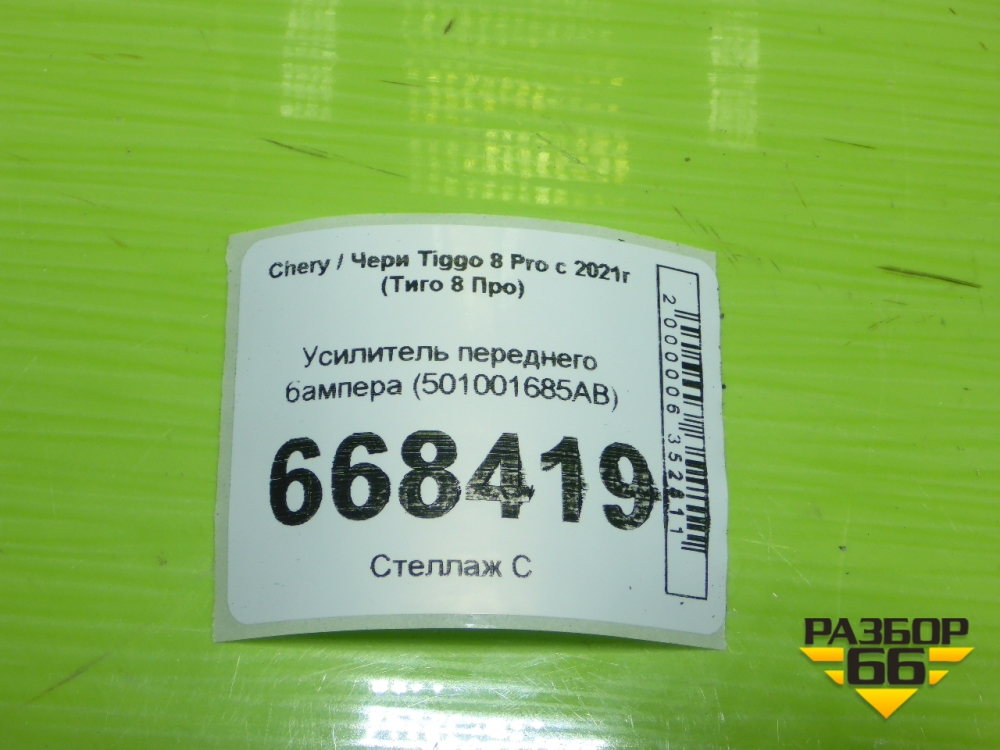 Chery / Чери Tiggo 8 Pro с 2021г
(Тиго 8 Про)
Усилитель переднего
бампера (501001685AB)
668419
Стеллаж С
2000006352811
РАЗБОР
66